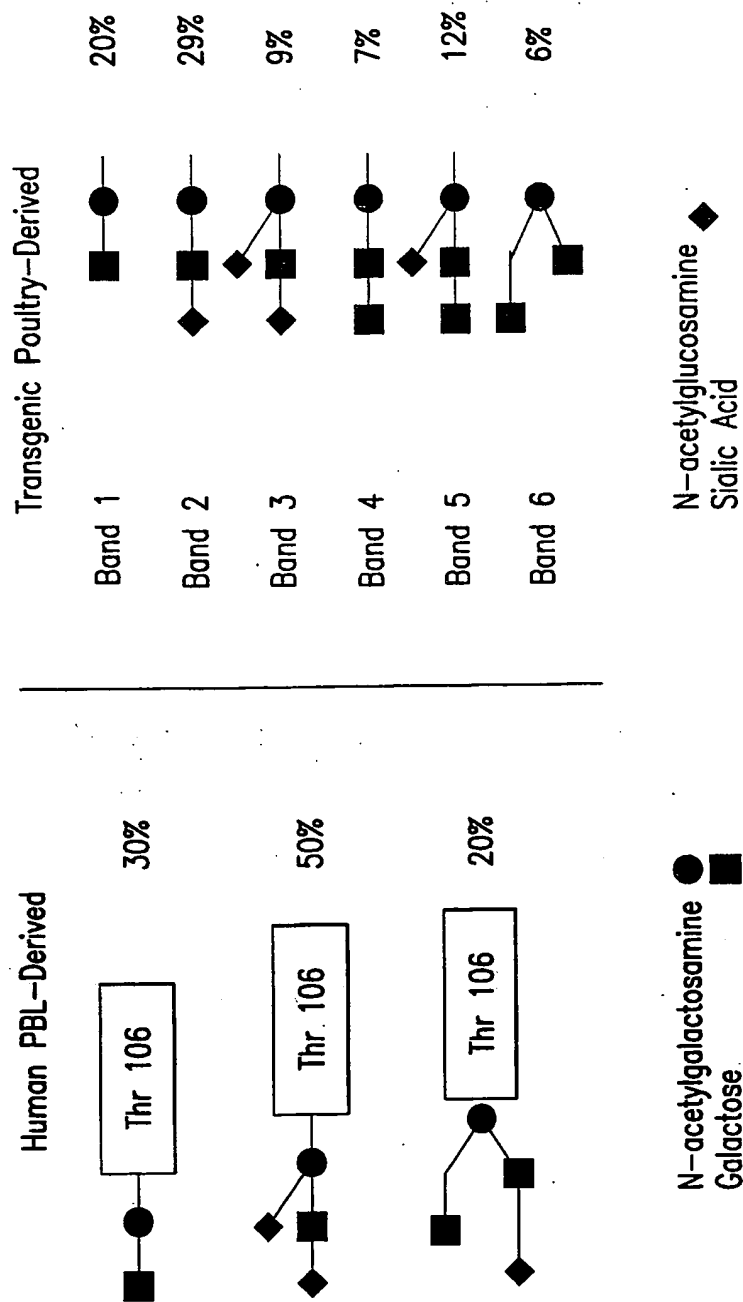 Human PBL-Derived
Thr 106
30%
Thr 106
50%
Thr 106
20%
Transgenic Poultry-Derived
Band 1
20%
Band 2
29%
Band 3
9%
Band 4
7%
Band 5
12%
Band 6
6%
N-acetylgalactosamine
Galactose
N-acetylglucosamine
Sialic Acid